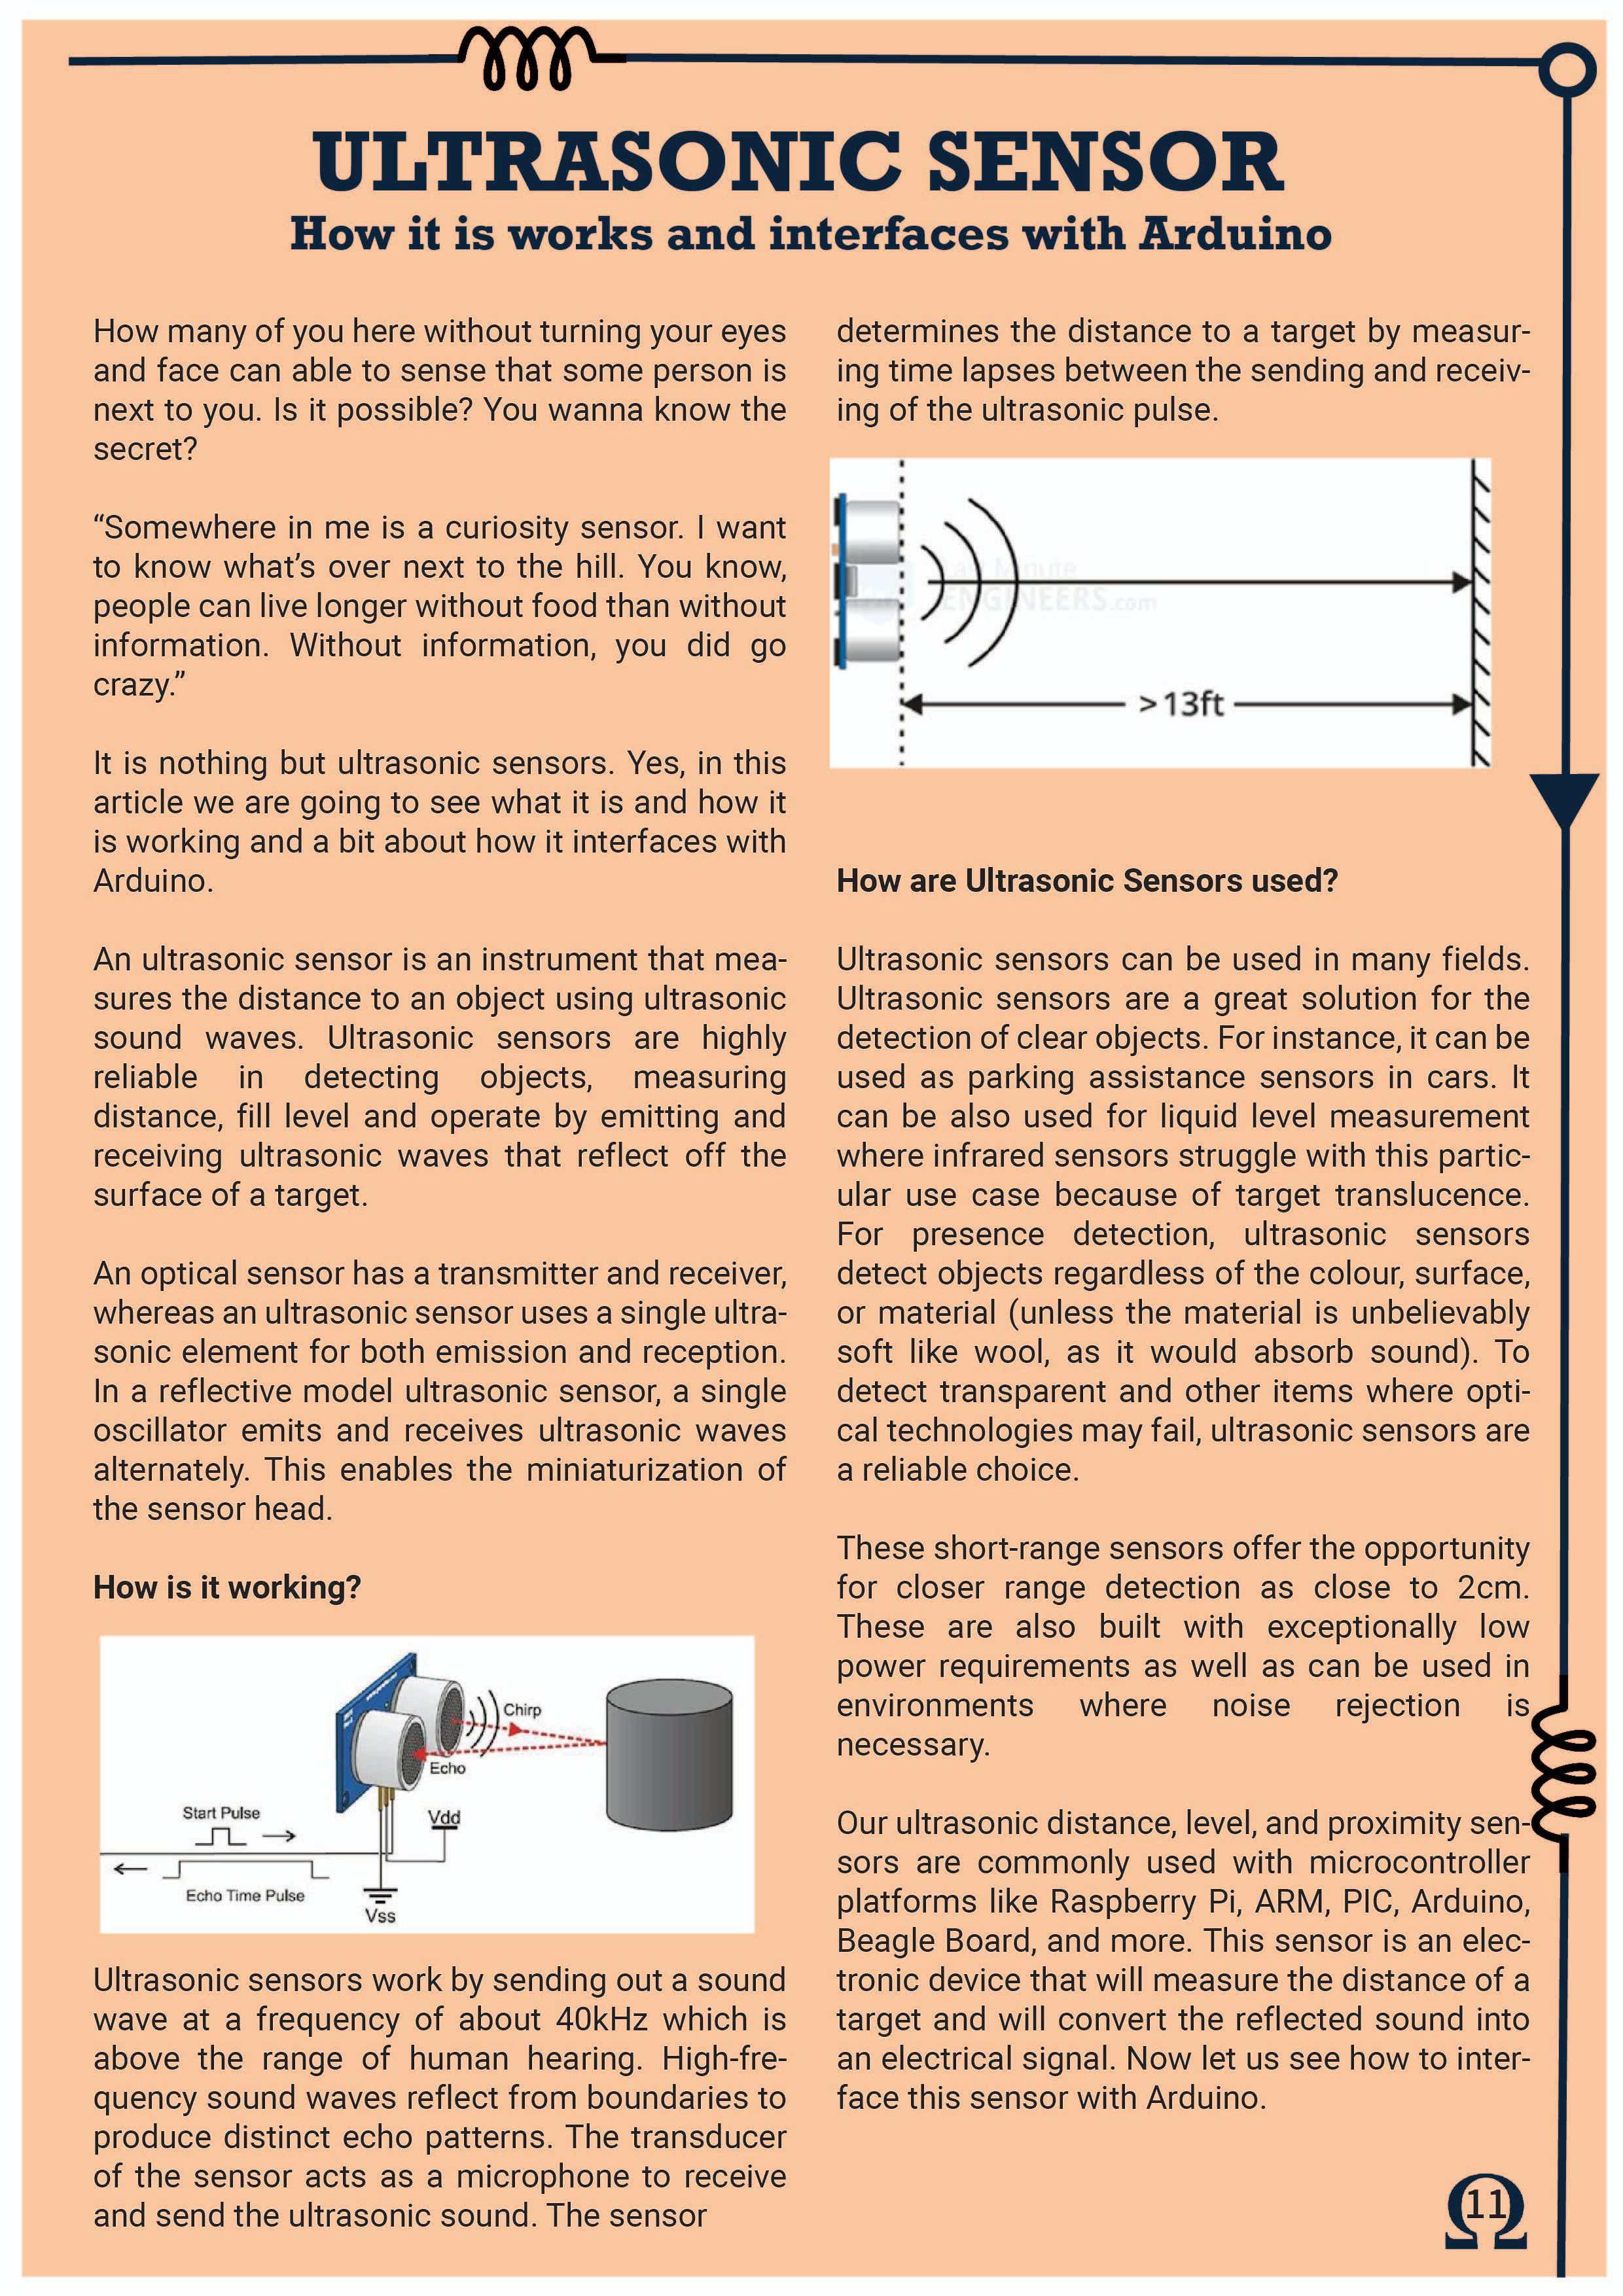 ULTRASONIC SENSOR
How it is works and interfaces with Arduino
How many of you here without turning your eyes
and face can able to sense that some person is
next to you. Is it possible? You wanna know the
secret?
“Somewhere in me is a curiosity sensor. I want
to know what’s over next to the hill. You know,
people can live longer without food than without
information. Without information, you did go
crazy.”
It is nothing but ultrasonic sensors. Yes, in this
article we are going to see what it is and how it
is working and a bit about how it interfaces with
Arduino.
An ultrasonic sensor is an instrument that mea-
sures the distance to an object using ultrasonic
sound waves. Ultrasonic sensors are highly
reliable in detecting objects, measuring
distance, fill level and operate by emitting and
receiving ultrasonic waves that reflect off the
surface of a target.
An optical sensor has a transmitter and receiver,
whereas an ultrasonic sensor uses a single ultra-
sonic element for both emission and reception.
In a reflective model ultrasonic sensor, a single
oscillator emits and receives ultrasonic waves
alternately. This enables the miniaturization of
the sensor head.
How is it working?
Chirp
Echo
Start Pulse
Vdd
Echo Time Pulse
Vss
Ultrasonic sensors work by sending out a sound
wave at a frequency of about 40kHz which is
above the range of human hearing. High-fre-
quency sound waves reflect from boundaries to
produce distinct echo patterns. The transducer
of the sensor acts as a microphone to receive
and send the ultrasonic sound. The sensor
determines the distance to a target by measur-
ing time lapses between the sending and receiv-
ing of the ultrasonic pulse.
Last Minute
ENGINEERS.com
>13ft
How are Ultrasonic Sensors used?
Ultrasonic sensors can be used in many fields.
Ultrasonic sensors are a great solution for the
detection of clear objects. For instance, it can be
used as parking assistance sensors in cars. It
can be also used for liquid level measurement
where infrared sensors struggle with this partic-
ular use case because of target translucence.
For presence detection, ultrasonic sensors
detect objects regardless of the colour, surface,
or material (unless the material is unbelievably
soft like wool, as it would absorb sound). To
detect transparent and other items where opti-
cal technologies may fail, ultrasonic sensors are
a reliable choice.
These short-range sensors offer the opportunity
for closer range detection as close to 2cm.
These are also built with exceptionally low
power requirements as well as can be used in
environments where noise rejection is
necessary.
Our ultrasonic distance, level, and proximity sen-
sors are commonly used with microcontroller
platforms like Raspberry Pi, ARM, PIC, Arduino,
Beagle Board, and more. This sensor is an elec-
tronic device that will measure the distance of a
target and will convert the reflected sound into
an electrical signal. Now let us see how to inter-
face this sensor with Arduino.
11